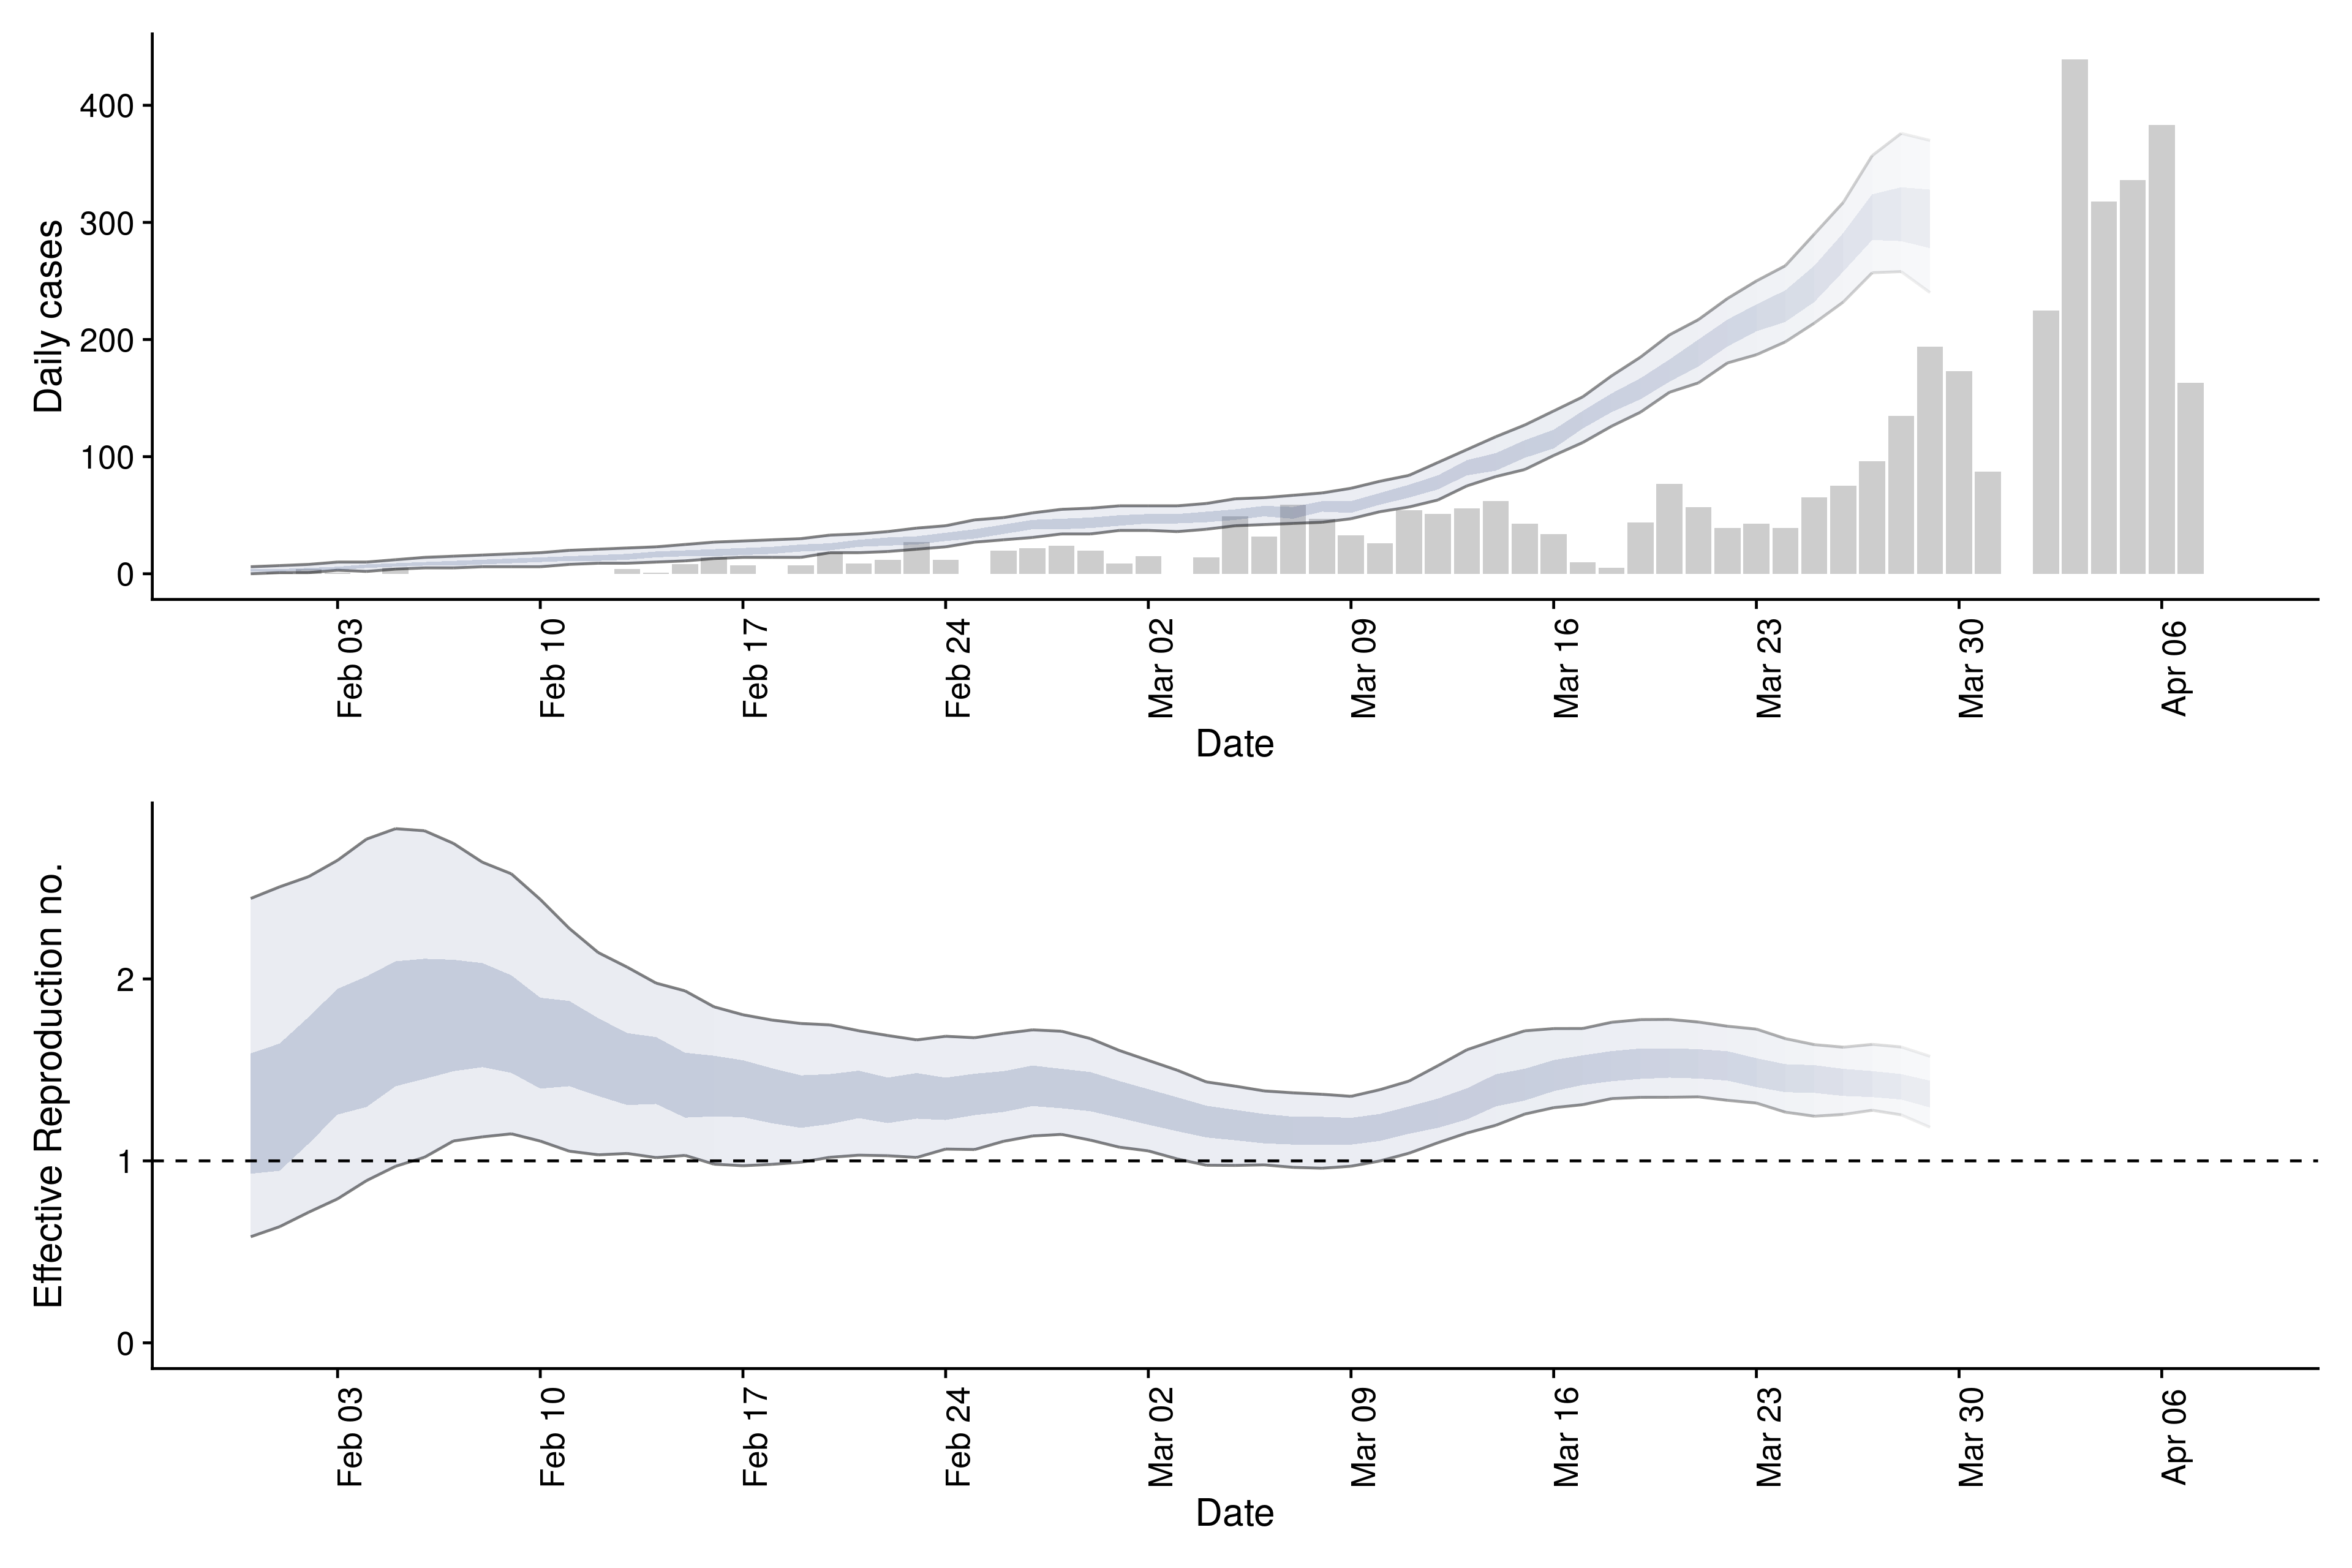 Daily cases
400
300
200
100
0
Feb 03
Feb 10
Feb 17
Feb 24
Mar 02
Mar 09
Mar 16
Mar 23
Mar 30
Apr 06
Date
Effective Reproduction no.
2
1
0
Feb 03
Feb 10
Feb 17
Feb 24
Mar 02
Mar 09
Mar 16
Mar 23
Mar 30
Apr 06
Date